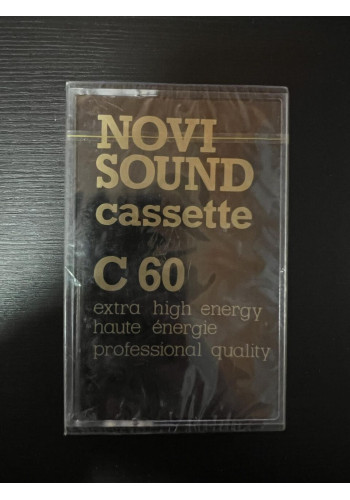 NOVI
SOUND
cassette
C 60
extra high energy
haute énergie
professional quality